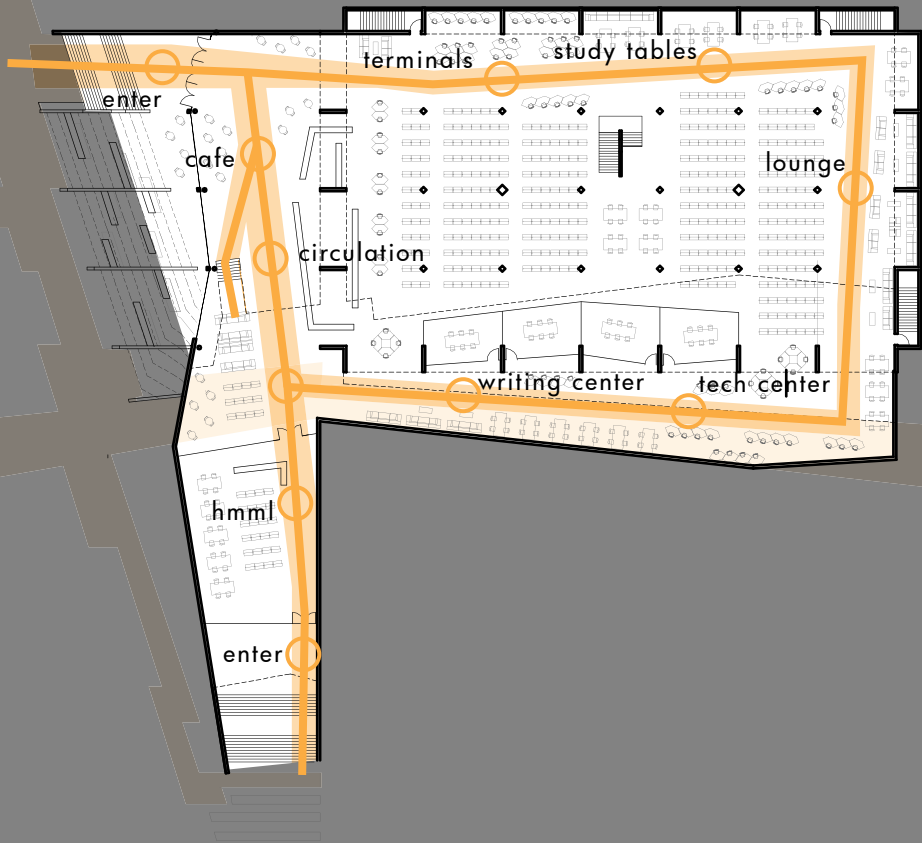 terminals
study tables
enter
cafe
lounge
circulation
writing center
tech center
hmml
enter